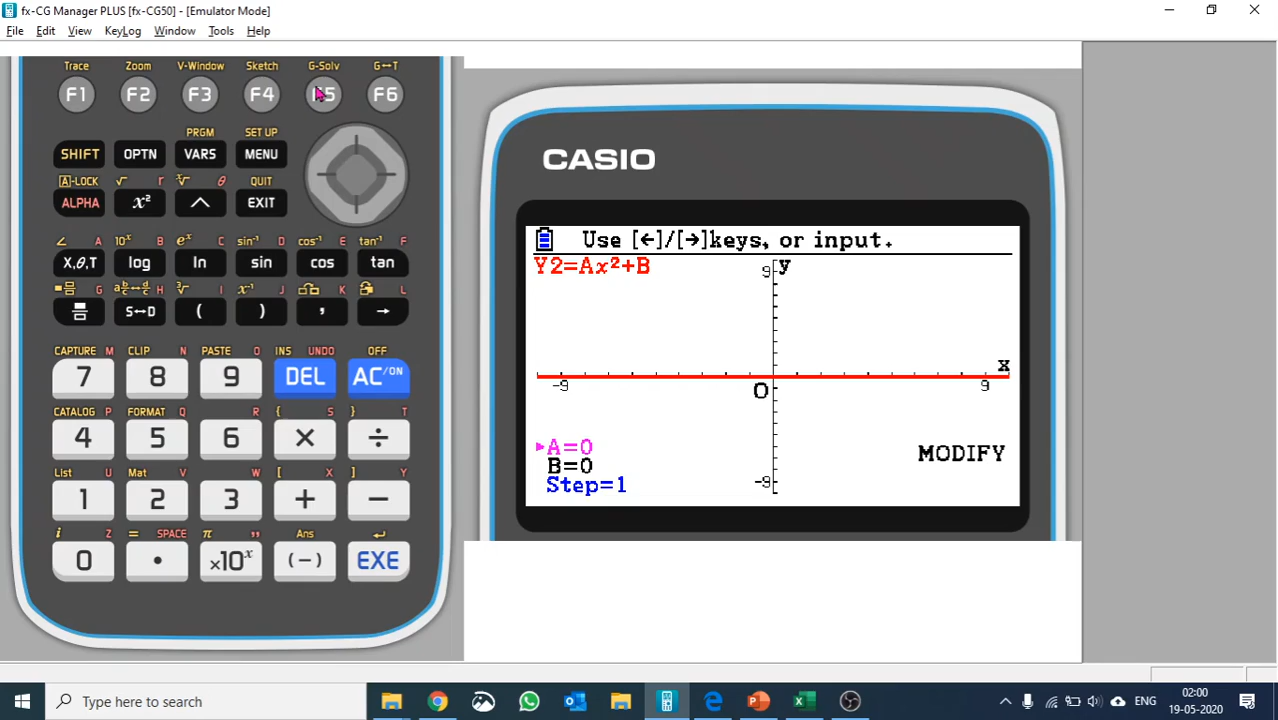 fx-CG Manager PLUS [fx-CG50] - [Emulator Mode]
File Edit View KeyLog Window Tools Help
Trace Zoom V-Window Sketch G-Solv G↔T
F1 F2 F3 F4 F5 F6
PRGM SET UP
SHIFT OPTN VARS MENU
A-LOCK √ r ˣ√ θ QUIT
ALPHA x² ^ EXIT
∠ A 10ˣ B eˣ C sin⁻¹ D cos⁻¹ E tan⁻¹ F
X,θ,T log ln sin cos tan
G a b/c↔d/c H ³√ I x⁻¹ J K L
S↔D ( ) , →
CAPTURE M CLIP N PASTE O INS UNDO OFF
7 8 9 DEL AC/ON
CATALOG P FORMAT Q R { S } T
4 5 6 × ÷
List U Mat V W [ X ] Y
1 2 3 + −
i Z = SPACE π " Ans ↵
0 • ×10ˣ (−) EXE
CASIO
Use [←]/[→]keys, or input.
Y2=Ax²+B
9 y
x
-9 O 9
A=0
B=0
Step=1
MODIFY
-9
Type here to search
ENG
02:00
19-05-2020